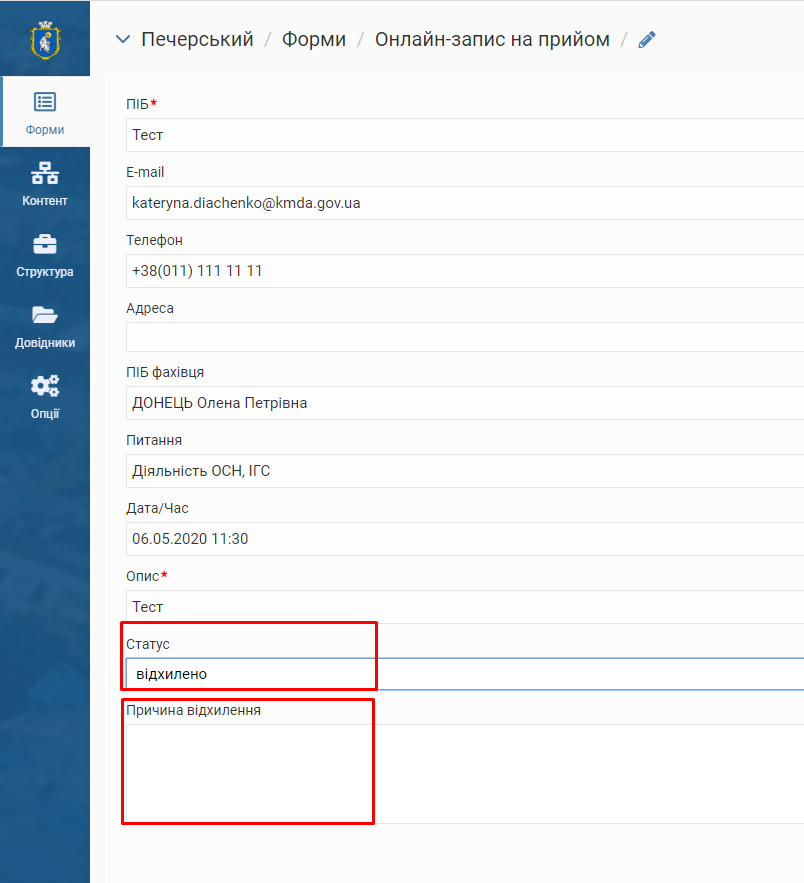 Печерський / Форми / Онлайн-запис на прийом /
Форми
Контент
Структура
Довідники
Опції
ПІБ*
Тест
E-mail
kateryna.diachenko@kmda.gov.ua
Телефон
+38(011) 111 11 11
Адреса
ПІБ фахівця
ДОНЕЦЬ Олена Петрівна
Питання
Діяльність ОСН, ІГС
Дата/Час
06.05.2020 11:30
Опис*
Тест
Статус
відхилено
Причина відхилення